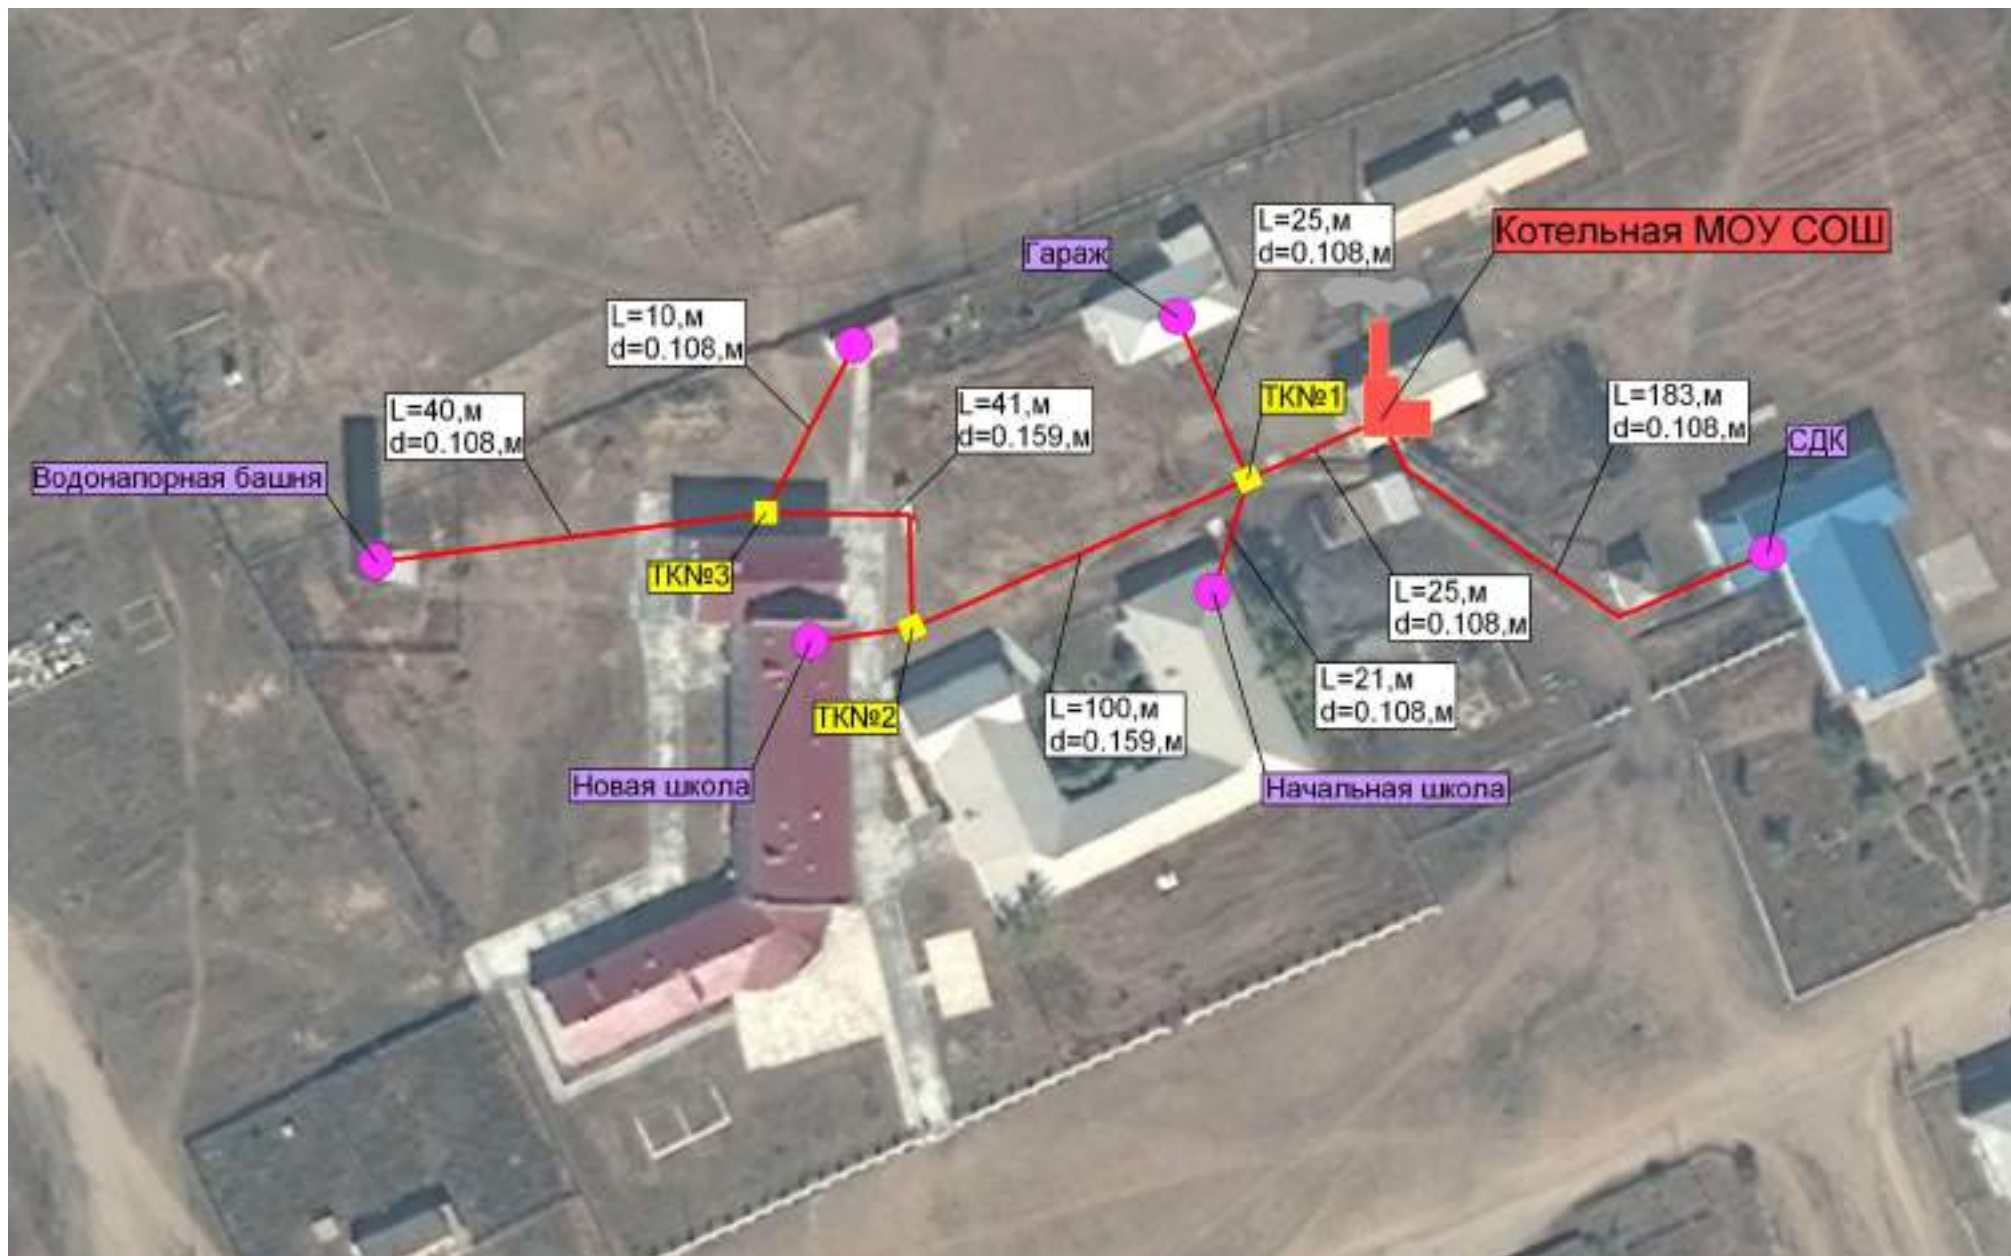 L=25,м
d=0.108,м
Котельная МОУ СОШ
Гараж
L=10,м
d=0.108,м
ТК№1
L=40,м
d=0.108,м
L=41,м
d=0.159,м
L=183,м
d=0.108,м
СДК
Водонапорная башня
ТК№3
L=25,м
d=0.108,м
L=21,м
d=0.108,м
ТК№2
L=100,м
d=0.159,м
Новая школа
Начальная школа